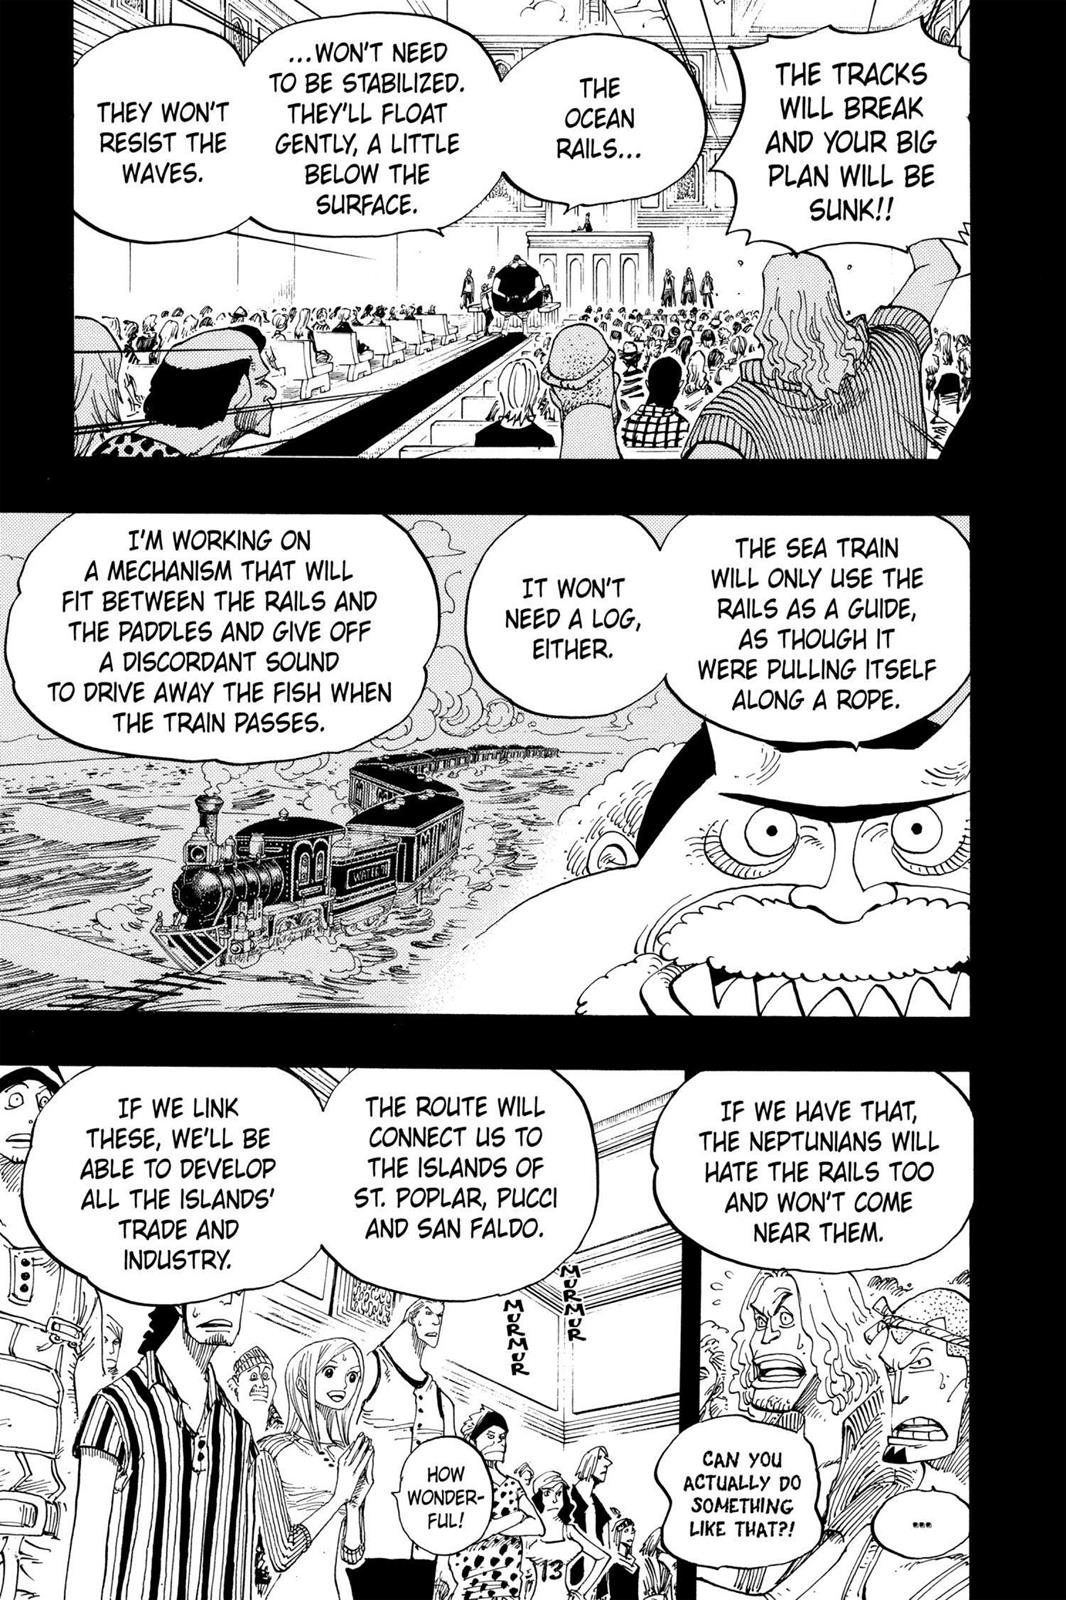 THE TRACKS
WILL BREAK
AND YOUR BIG
PLAN WILL BE
SUNK!!
THE
OCEAN
RAILS...
...WON'T NEED
TO BE STABILIZED.
THEY'LL FLOAT
GENTLY, A LITTLE
BELOW THE
SURFACE.
THEY WON'T
RESIST THE
WAVES.
THE SEA TRAIN
WILL ONLY USE THE
RAILS AS A GUIDE,
AS THOUGH IT
WERE PULLING ITSELF
ALONG A ROPE.
IT WON'T
NEED A LOG,
EITHER.
I'M WORKING ON
A MECHANISM THAT WILL
FIT BETWEEN THE RAILS AND
THE PADDLES AND GIVE OFF
A DISCORDANT SOUND
TO DRIVE AWAY THE FISH WHEN
THE TRAIN PASSES.
WATER 7
IF WE HAVE THAT,
THE NEPTUNIANS WILL
HATE THE RAILS TOO
AND WON'T COME
NEAR THEM.
CAN YOU
ACTUALLY DO
SOMETHING
LIKE THAT?!
...
THE ROUTE WILL
CONNECT US TO
THE ISLANDS OF
ST. POPLAR, PUCCI
AND SAN FALDO.
IF WE LINK
THESE, WE'LL BE
ABLE TO DEVELOP
ALL THE ISLANDS'
TRADE AND
INDUSTRY.
MURMUR
MURMUR
HOW
WONDER-
FUL!
13